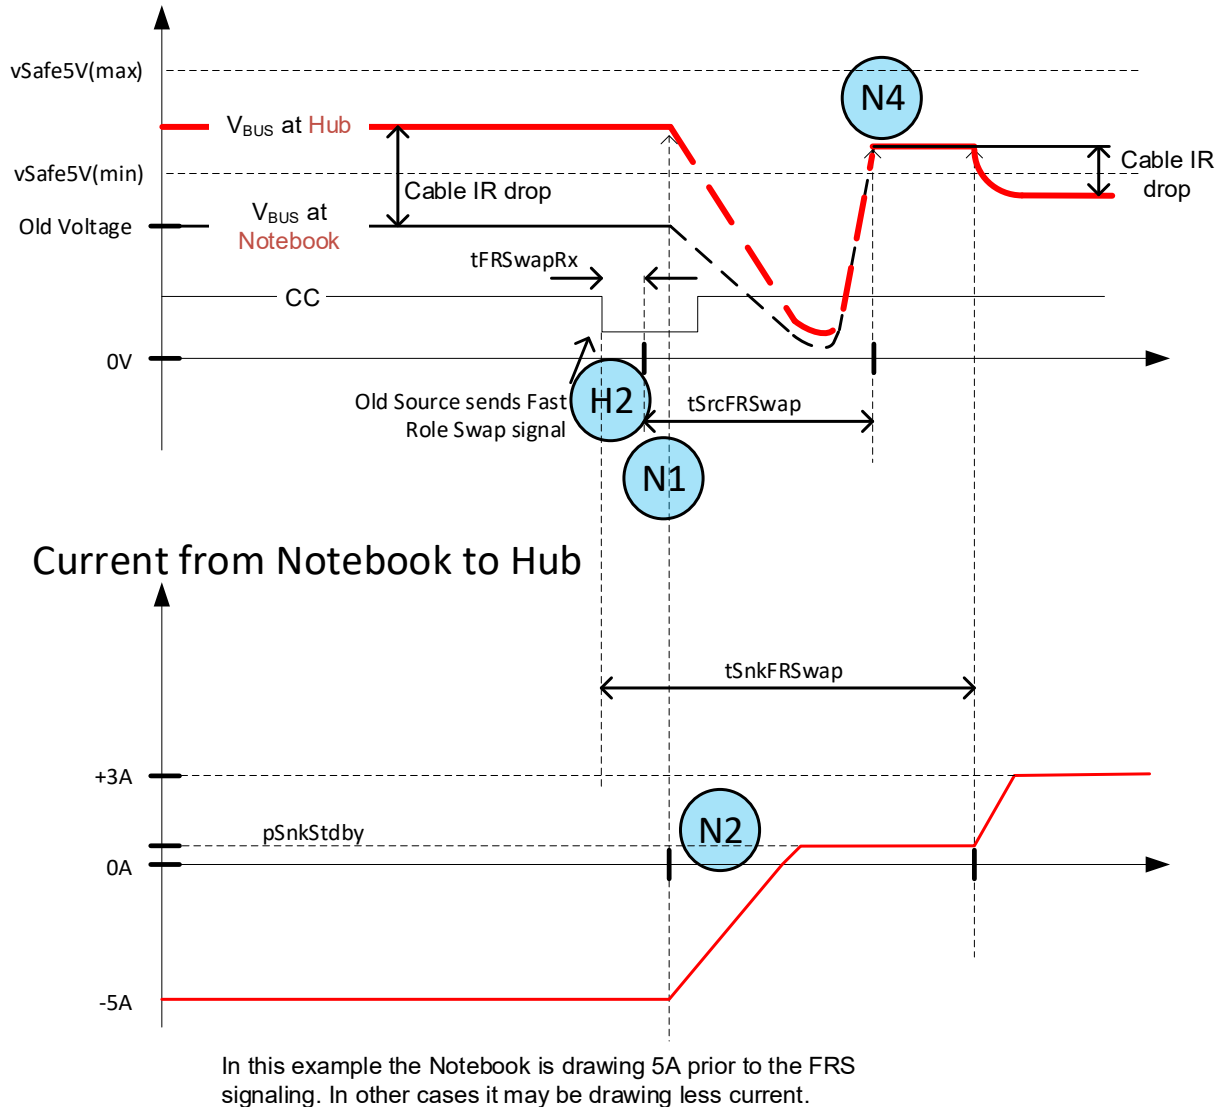 vSafe5V(max)
N4
V_BUS at Hub
vSafe5V(min)
Cable IR drop
Cable IR
drop
Old Voltage
V_BUS at
Notebook
tFRSwapRx
CC
0V
Old Source sends Fast
Role Swap signal
H2
tSrcFRSwap
N1
Current from Notebook to Hub
tSnkFRSwap
+3A
pSnkStdby
N2
0A
-5A
In this example the Notebook is drawing 5A prior to the FRS
signaling. In other cases it may be drawing less current.